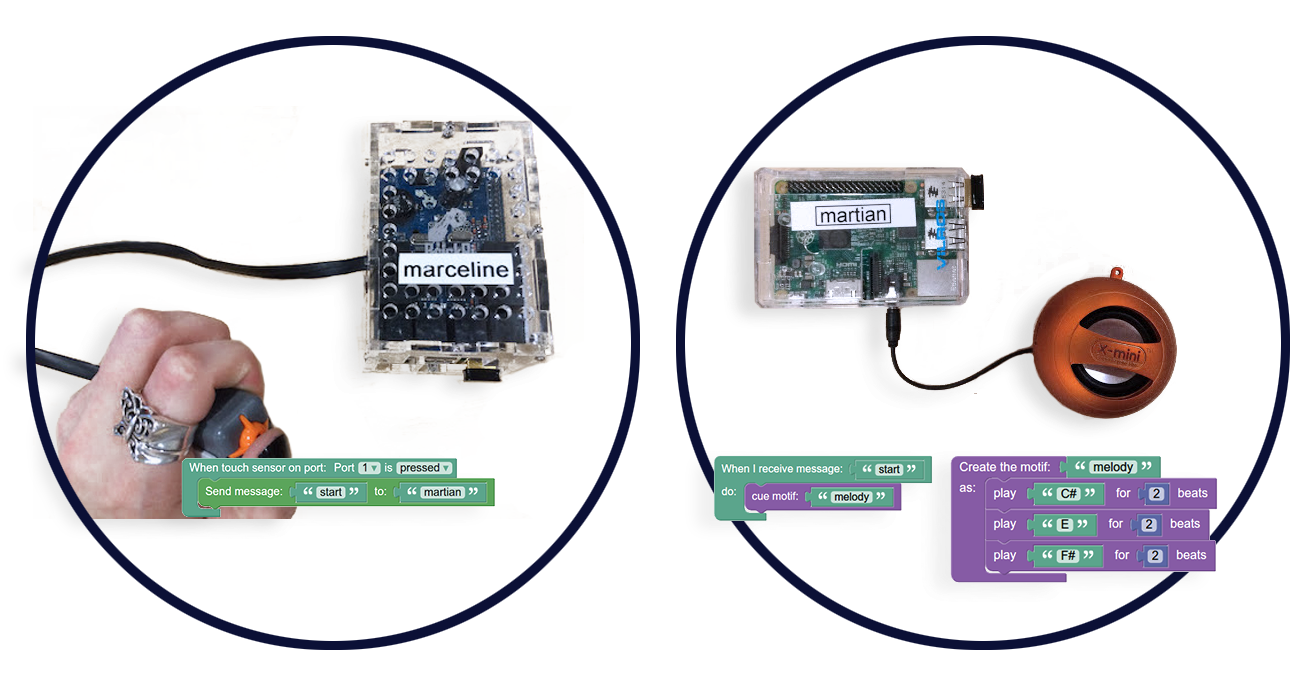 marceline
When touch sensor on port: Port 1 is pressed
Send message: “ start ” to: “ martian ”
martian
x-mini
When I receive message: “ start ”
do: cue motif: “ melody ”
Create the motif: “ melody ”
as: play “ C# ” for 2 beats
play “ E ” for 2 beats
play “ F# ” for 2 beats